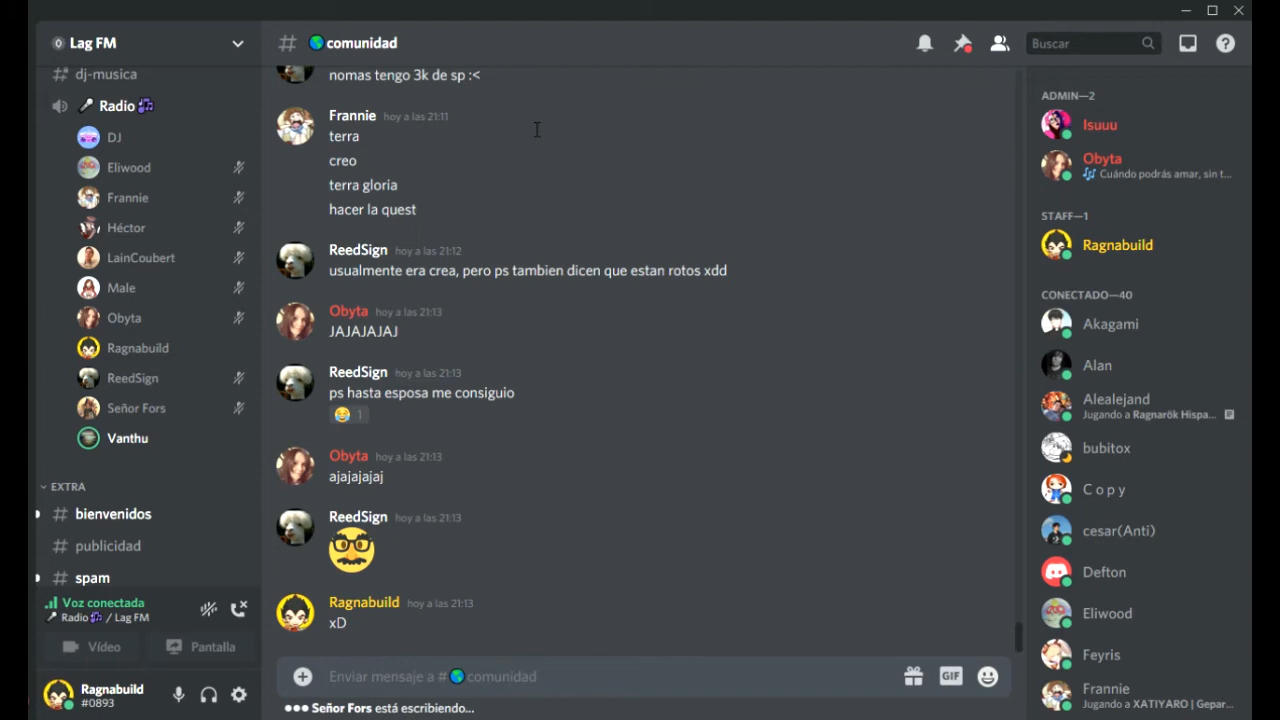 Lag FM
dj-musica
Radio
DJ
Eliwood
Frannie
Héctor
LainCoubert
Male
Obyta
Ragnabuild
ReedSign
Señor Fors
Vanthu
EXTRA
bienvenidos
publicidad
spam
Voz conectada
Radio / Lag FM
Vídeo
Pantalla
Ragnabuild
#0893
# comunidad
nomas tengo 3k de sp :<
Frannie hoy a las 21:11
terra
creo
terra gloria
hacer la quest
ReedSign hoy a las 21:12
usualmente era crea, pero ps tambien dicen que estan rotos xdd
Obyta hoy a las 21:13
JAJAJAJAJ
ReedSign hoy a las 21:13
ps hasta esposa me consiguio
😂 1
Obyta hoy a las 21:13
ajajajajaj
ReedSign hoy a las 21:13
Ragnabuild hoy a las 21:13
xD
Enviar mensaje a #🌎comunidad
GIF
Señor Fors está escribiendo...
Buscar
ADMIN—2
Isuuu
Obyta
Cuándo podrás amar, sin t...
STAFF—1
Ragnabuild
CONECTADO—40
Akagami
Alan
Alealejand
Jugando a Ragnarök Hispa...
bubitox
C o p y
cesar(Anti)
Defton
Eliwood
Feyris
Frannie
Jugando a XATIYARO | Gepar...